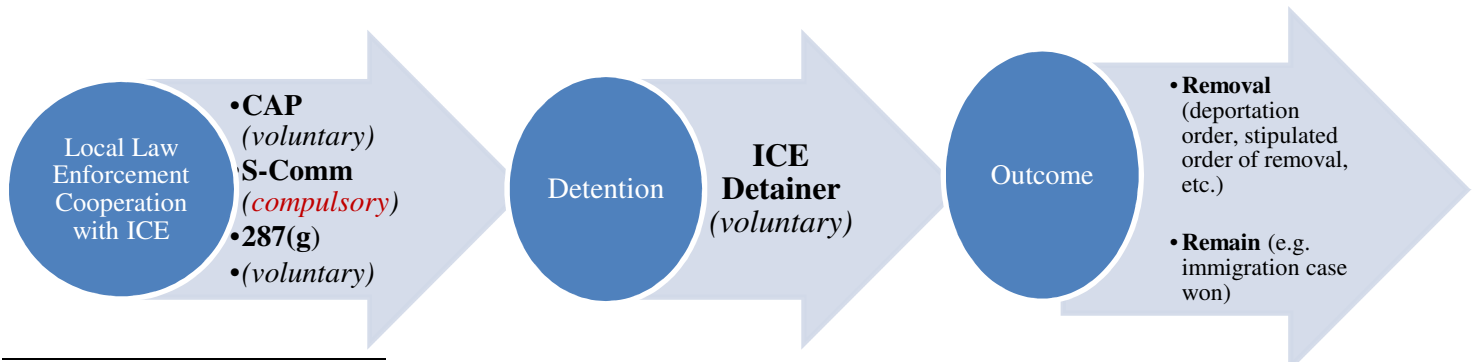 Local Law
Enforcement
Cooperation
with ICE
•CAP
(voluntary)
•S-Comm
(compulsory)
•287(g)
•(voluntary)
Detention
ICE
Detainer
(voluntary)
Outcome
•Removal
(deportation
order, stipulated
order of removal,
etc.)
•Remain (e.g.
immigration case
won)